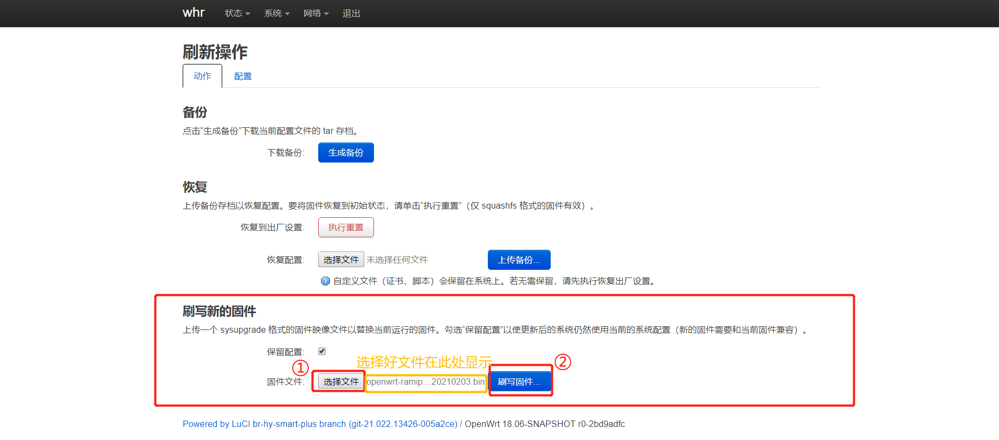 whr 状态 系统 网络 退出
刷新操作
动作 配置
备份
点击“生成备份”下载当前配置文件的 tar 存档。
下载备份: 生成备份
恢复
上传备份存档以恢复配置。要将固件恢复到初始状态，请单击“执行重置”（仅 squashfs 格式的固件有效）。
恢复到出厂设置: 执行重置
恢复配置: 选择文件 未选择任何文件 上传备份...
自定义文件（证书、脚本）会保留在系统上。若无需保留，请先执行恢复出厂设置。
刷写新的固件
上传一个 sysupgrade 格式的固件映像文件以替换当前运行的固件。勾选“保留配置”以使更新后的系统仍然使用当前的系统配置（新的固件需要和当前固件兼容）。
保留配置:
① 选择好文件在此处显示 ②
固件文件: 选择文件 openwrt-ramip…20210203.bin 刷写固件...
Powered by LuCI br-hy-smart-plus branch (git-21.022.13426-005a2ce) / OpenWrt 18.06-SNAPSHOT r0-2bd9adfc